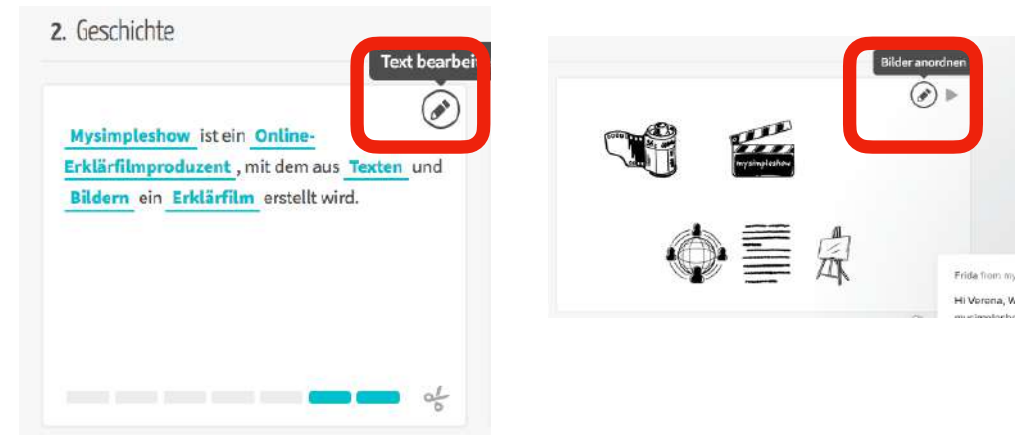 2. Geschichte
Text bearbei
Mysimpleshow ist ein Online-
Erklärfilmproduzent , mit dem aus Texten und
Bildern ein Erklärfilm erstellt wird.
Bilder anordnen
mysimpleshow
Frida from my
Hi Verena, W